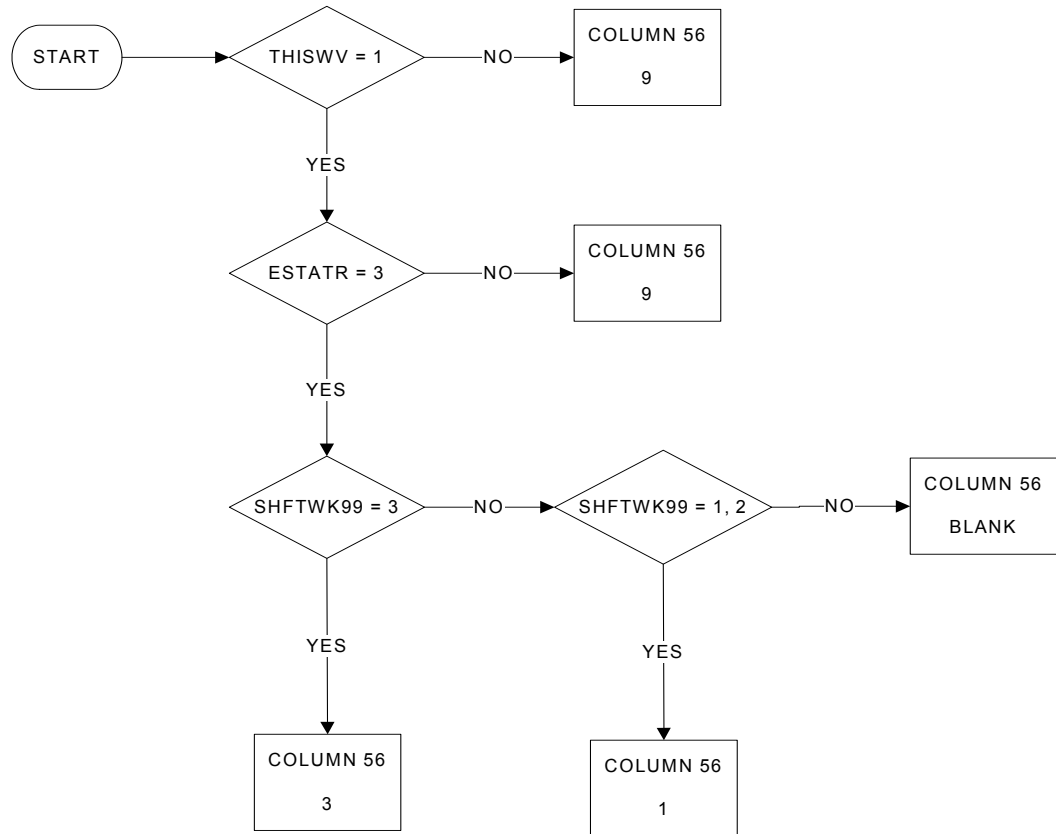 START
THISWV = 1
NO
COLUMN 56
9
YES
ESTATR = 3
NO
COLUMN 56
9
YES
SHFTWK99 = 3
NO
SHFTWK99 = 1, 2
NO
COLUMN 56
BLANK
YES
YES
COLUMN 56
3
COLUMN 56
1